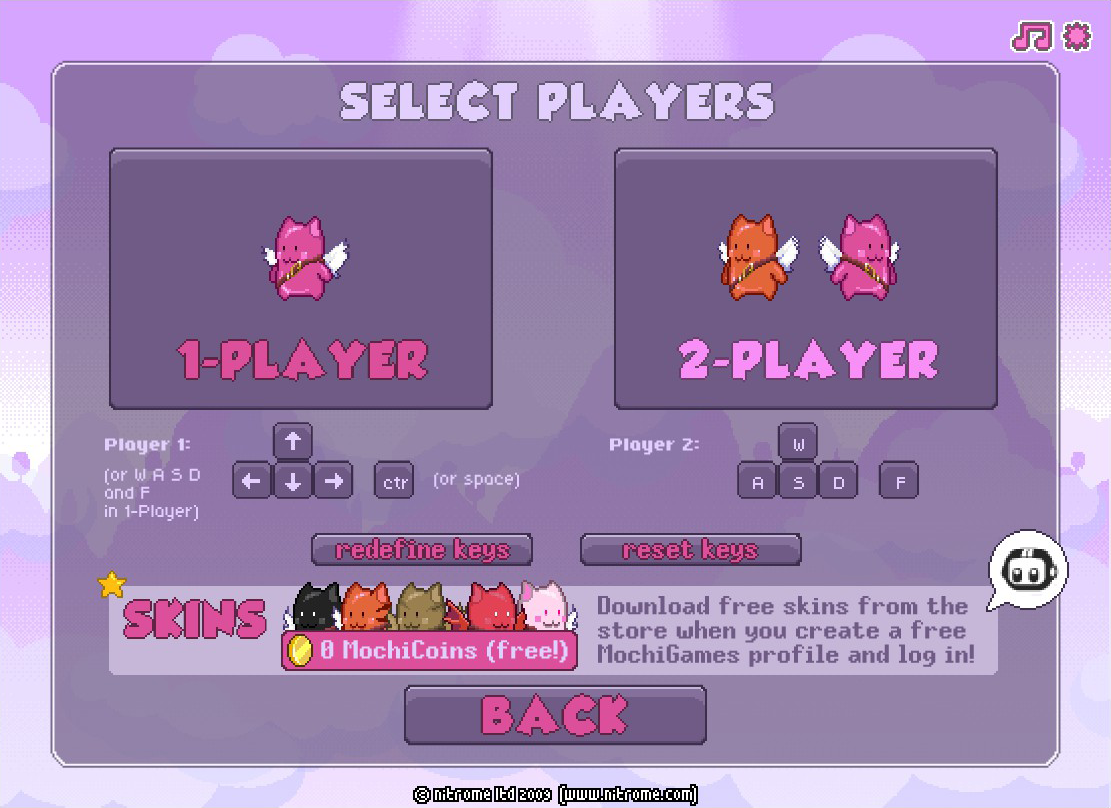 SELECT PLAYERS
1-PLAYER
2-PLAYER
Player 1:
(or W A S D
and F
in 1-Player)
↑
← ↓ →
ctr
(or space)
Player 2:
W
A S D
F
redefine keys
reset keys
SKINS
0 MochiCoins (free!)
Download free skins from the
store when you create a free
MochiGames profile and log in!
BACK
© nitrome ltd 2009 (www.nitrome.com)